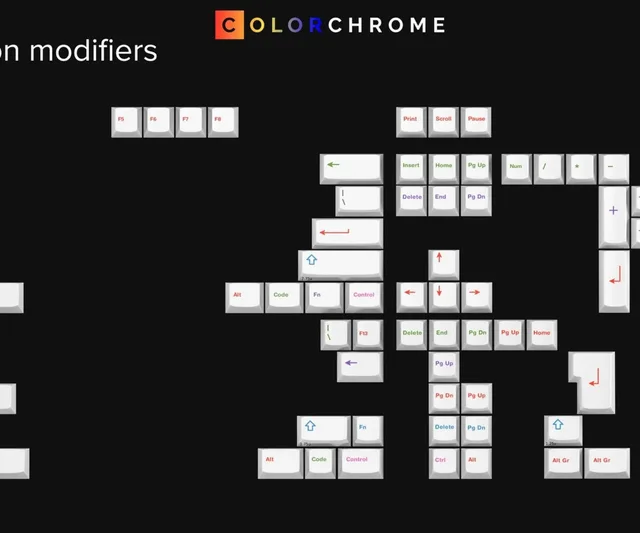 COLORCHROME
on modifiers
F5 F6 F7 F8 Print Scroll Pause
Insert Home Pg Up Num / * -
\ Delete End Pg Dn +
Alt Code Fn Control
\ F13 Delete End Pg Dn Pg Up Home
Pg Up
Pg Dn Pg Up
Fn Delete Pg Dn
Alt Code Control Ctrl Alt Alt Gr Alt Gr